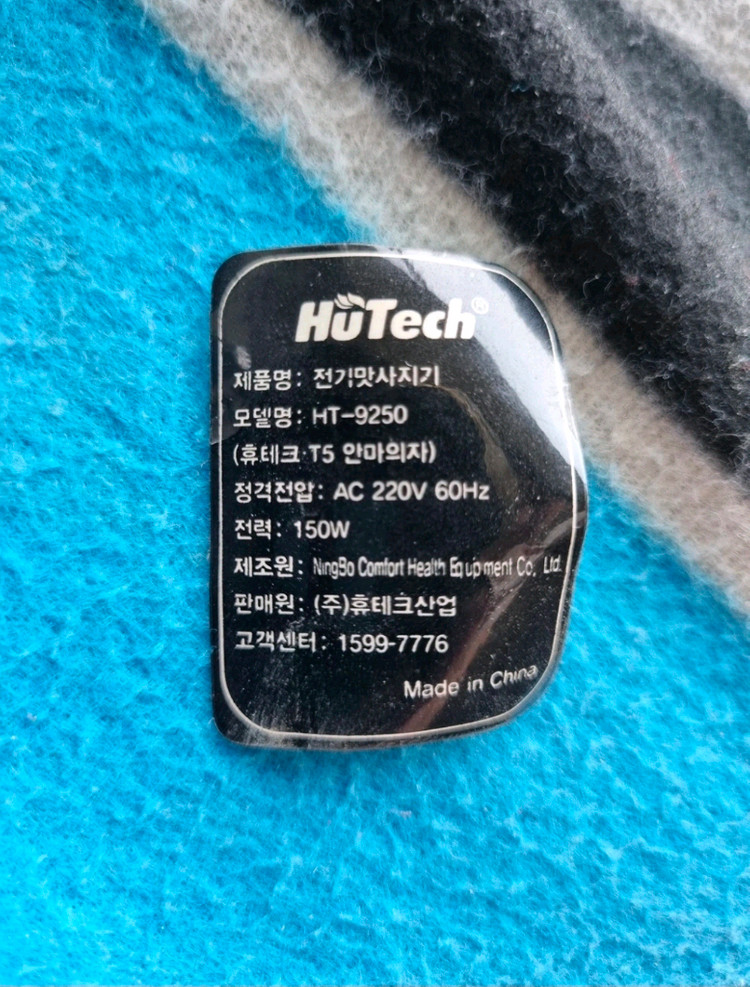 HuTech®
제품명: 전기맛사지기
모델명: HT-9250
(휴테크 T5 안마의자)
정격전압: AC 220V 60Hz
전력: 150W
제조원: NingBo Comfort Health Equipment Co, Ltd.
판매원: (주)휴테크산업
고객센터: 1599-7776
Made in China